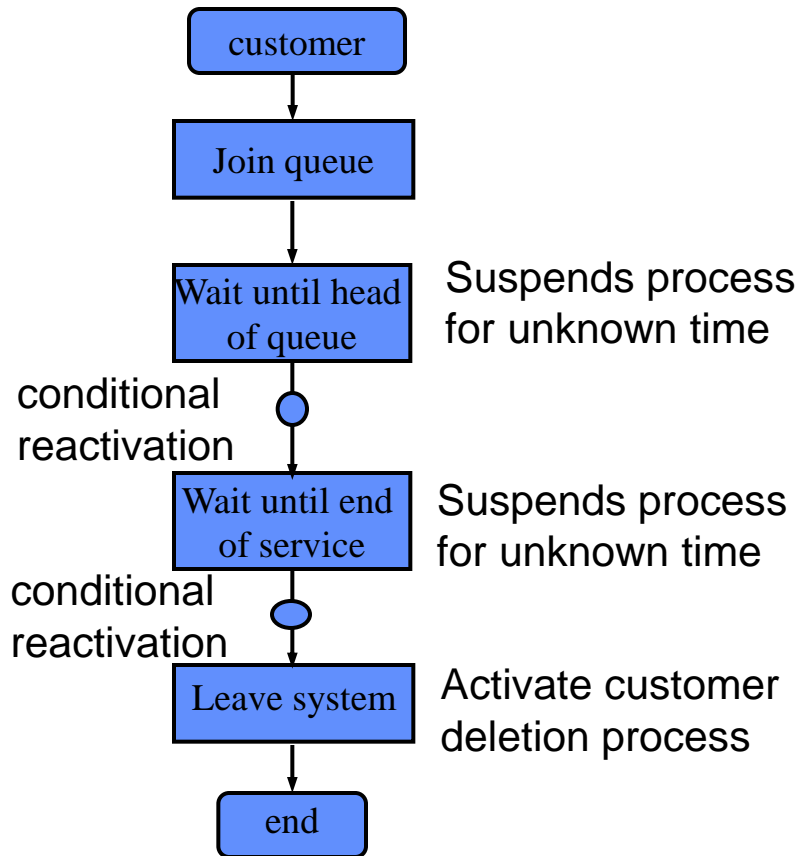 customer
Join queue
Wait until head
of queue
Suspends process
for unknown time
conditional
reactivation
Wait until end
of service
Suspends process
for unknown time
conditional
reactivation
Leave system
Activate customer
deletion process
end